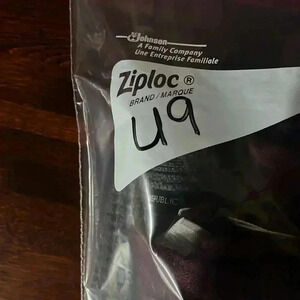 SC Johnson
A Family Company
Une Entreprise Familiale
Ziploc®
BRAND/MARQUE
U9